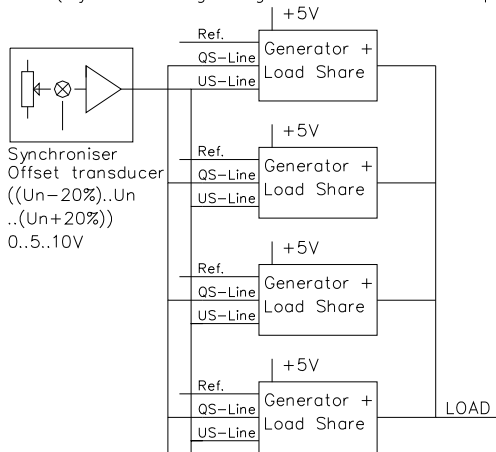 +5V
Ref.
QS-Line
US-Line
Generator +
Load Share
Synchroniser
Offset transducer
((Un-20%)..Un
..(Un+20%))
0..5..10V
+5V
Ref.
QS-Line
US-Line
Generator +
Load Share
+5V
Ref.
QS-Line
US-Line
Generator +
Load Share
+5V
Ref.
QS-Line
US-Line
Generator +
Load Share
LOAD